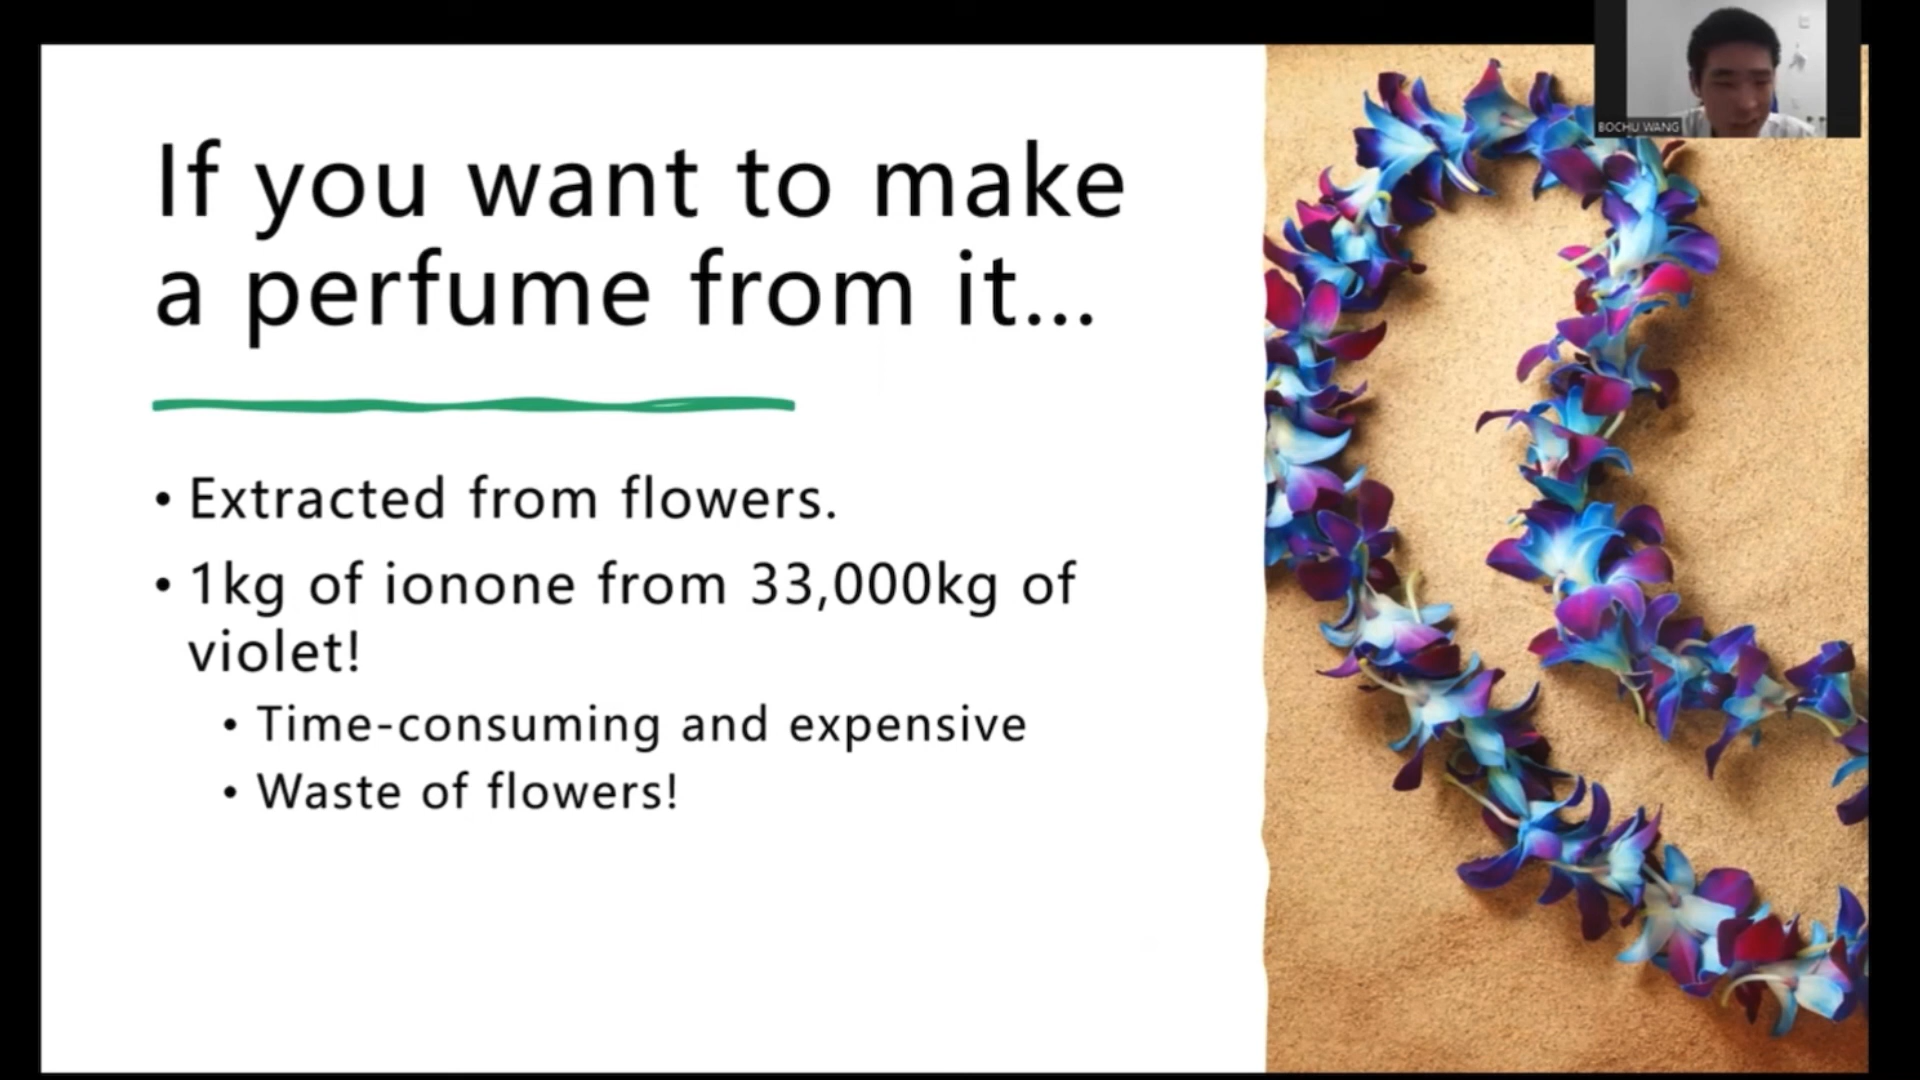 BOCHU WANG
If you want to make
a perfume from it...
• Extracted from flowers.
• 1kg of ionone from 33,000kg of
violet!
• Time-consuming and expensive
• Waste of flowers!